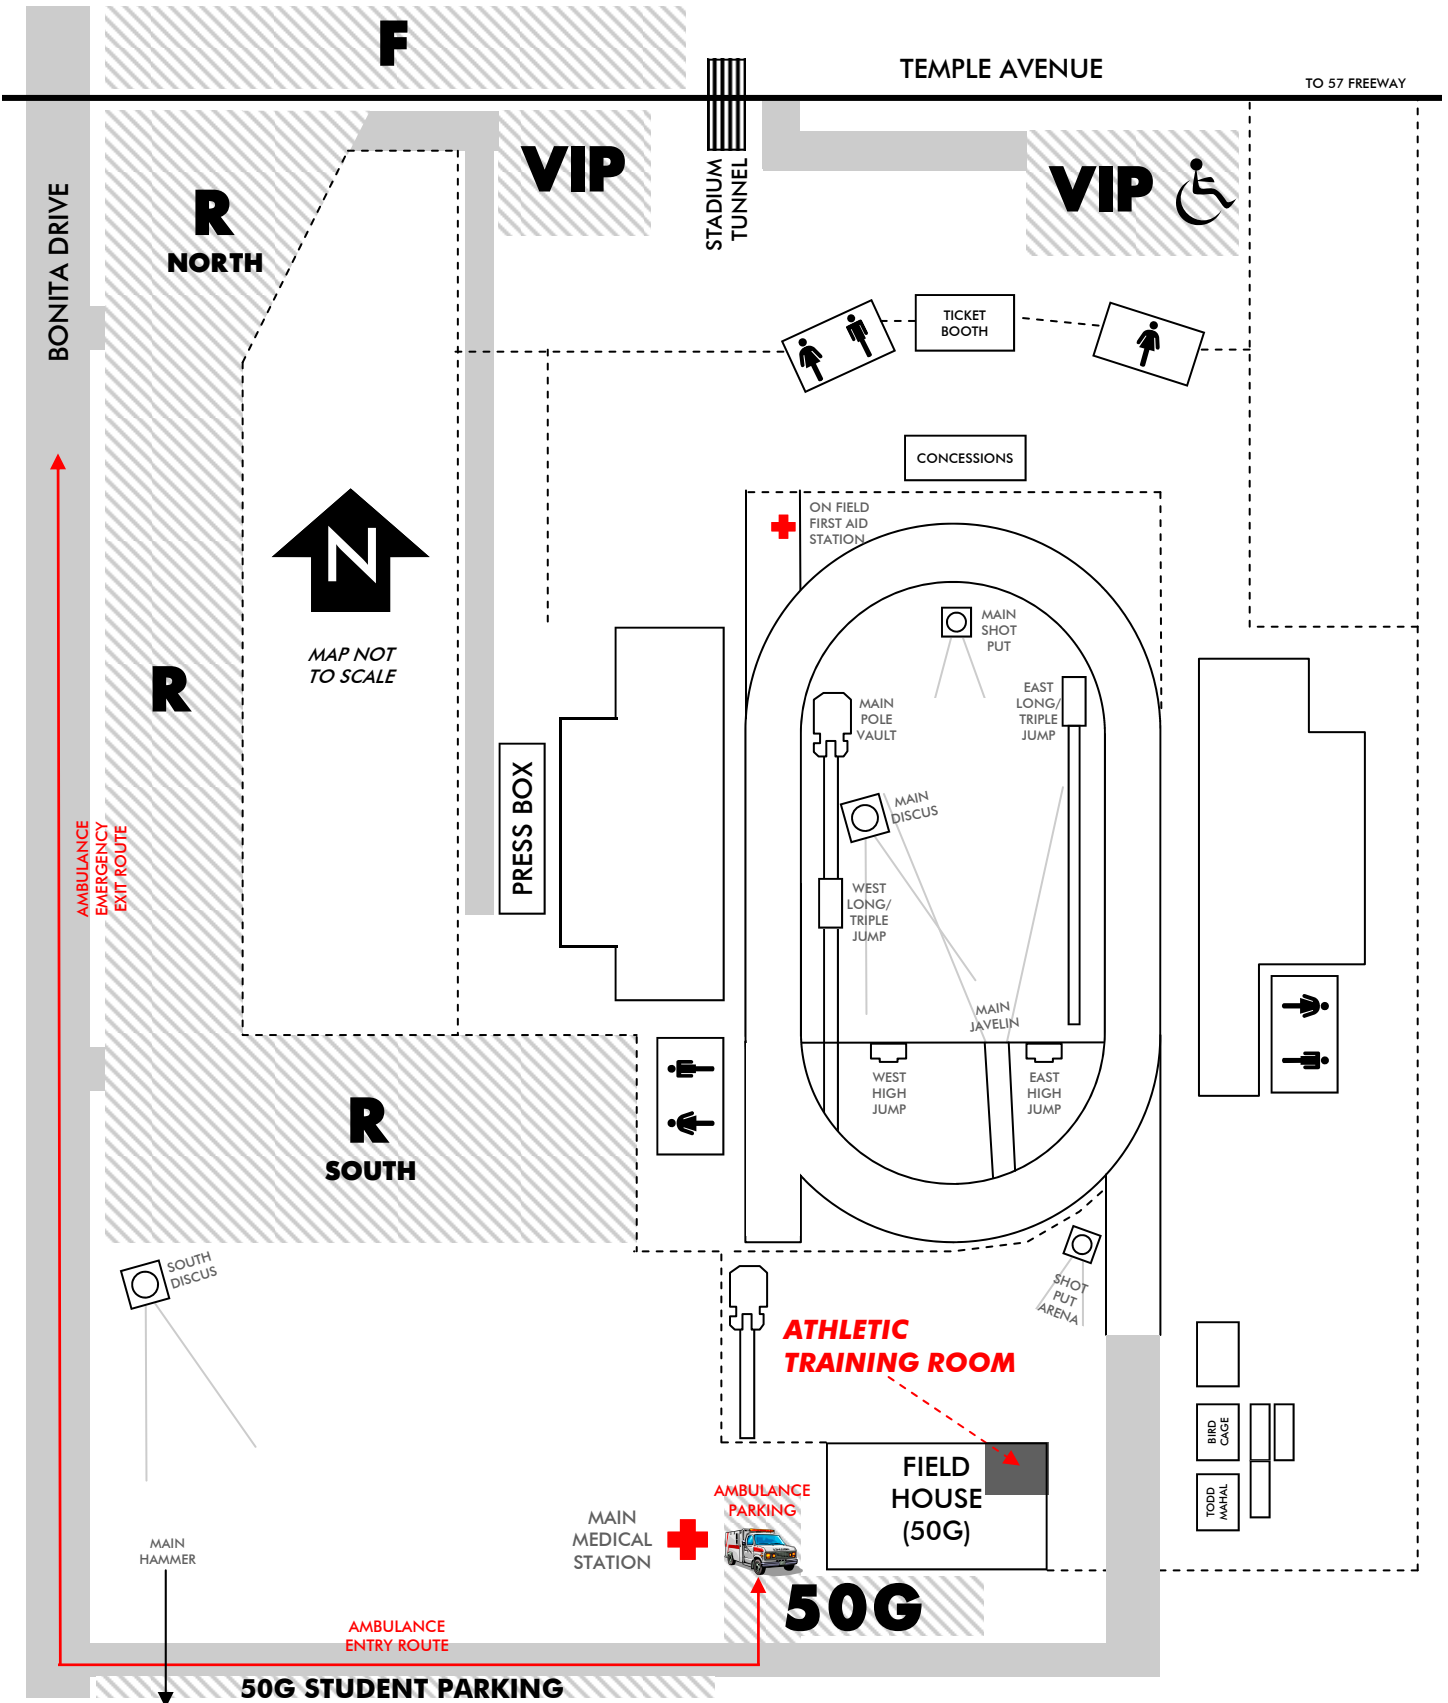 F
TEMPLE AVENUE
TO 57 FREEWAY
BONITA DRIVE
R
NORTH
VIP
STADIUM
TUNNEL
VIP
TICKET
BOOTH
CONCESSIONS
ON FIELD
FIRST AID
STATION
N
MAP NOT
TO SCALE
R
MAIN
SHOT
PUT
MAIN
POLE
VAULT
EAST
LONG/
TRIPLE
JUMP
PRESS BOX
MAIN
DISCUS
AMBULANCE
EMERGENCY
EXIT ROUTE
WEST
LONG/
TRIPLE
JUMP
MAIN
JAVELIN
WEST
HIGH
JUMP
EAST
HIGH
JUMP
R
SOUTH
SOUTH
DISCUS
SHOT
PUT
ARENA
ATHLETIC
TRAINING ROOM
BIRD
CAGE
TODD
MAHAL
FIELD
HOUSE
(50G)
AMBULANCE
PARKING
MAIN
MEDICAL
STATION
MAIN
HAMMER
50G
AMBULANCE
ENTRY ROUTE
50G STUDENT PARKING